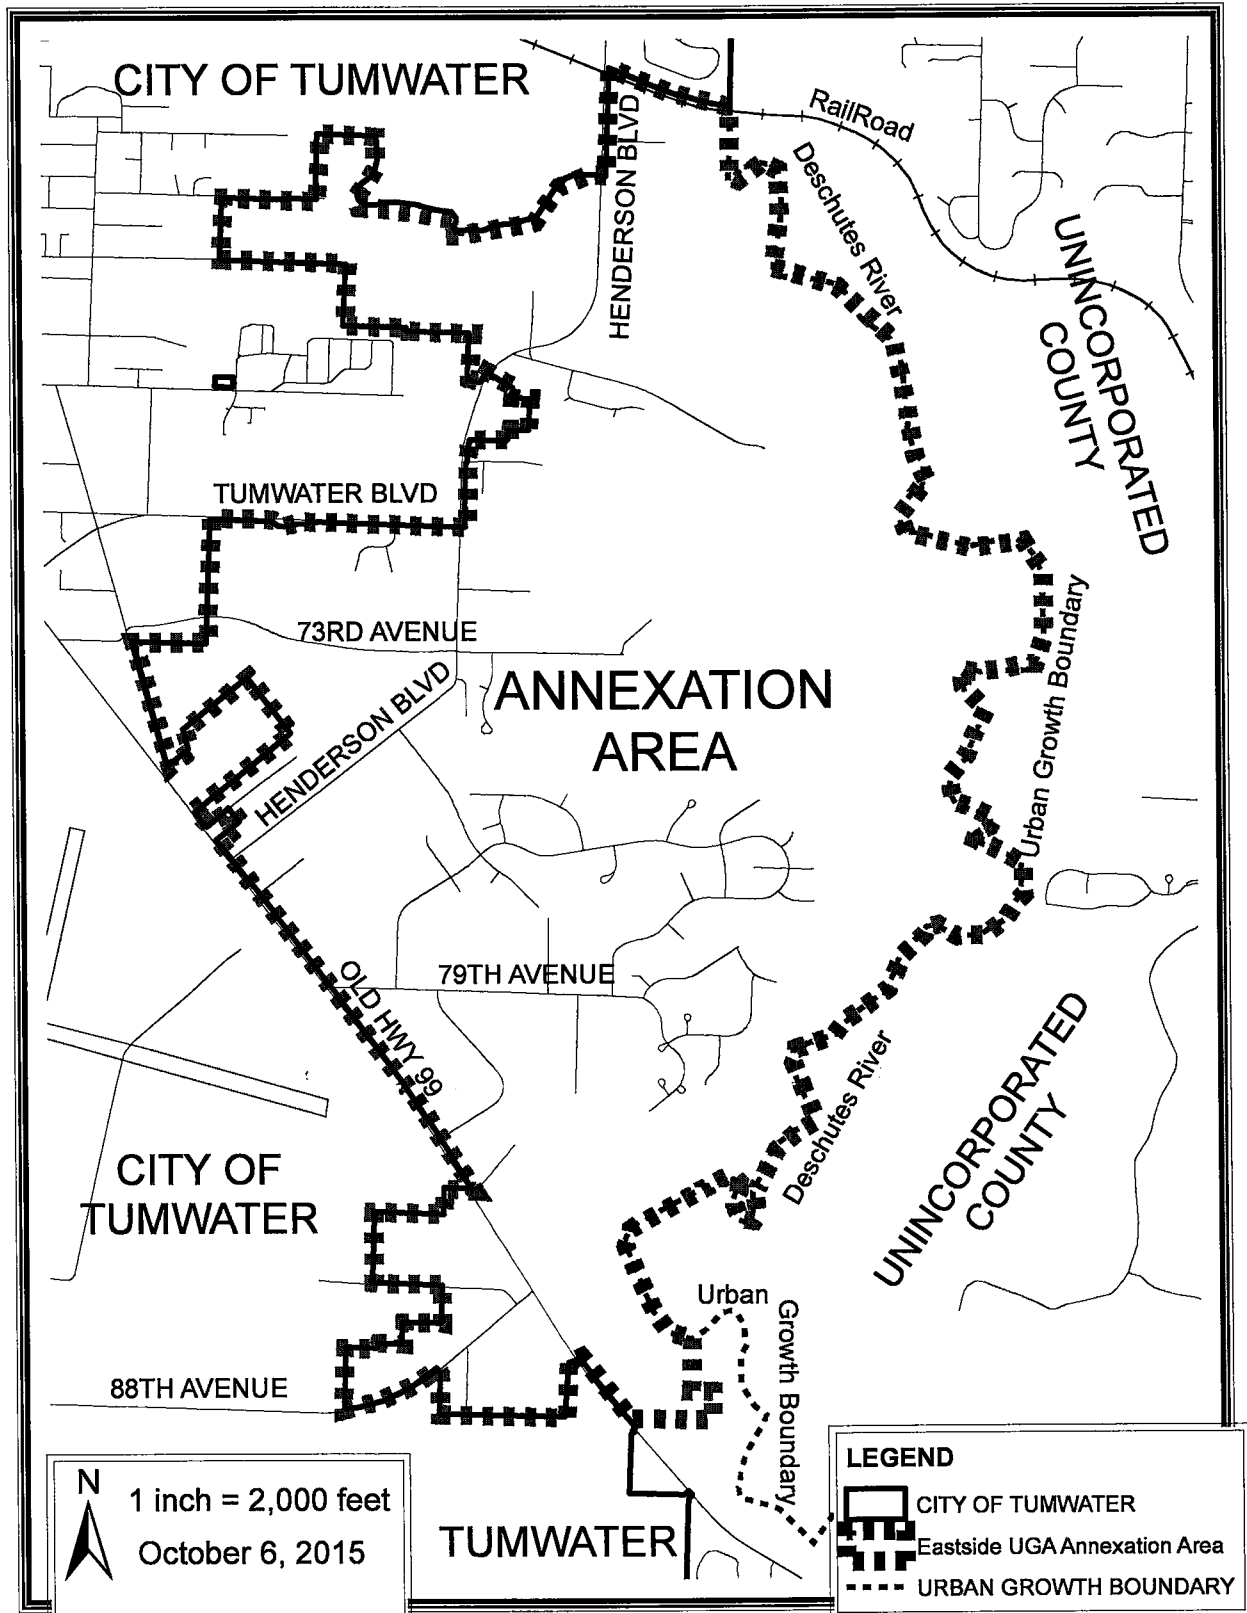 CITY OF TUMWATER
RailRoad
HENDERSON BLVD
Deschutes River
UNINCORPORATED
COUNTY
TUMWATER BLVD
73RD AVENUE
HENDERSON BLVD
ANNEXATION
AREA
Urban Growth Boundary
Urban Growth Boundary
79TH AVENUE
OLD HWY 99
Deschutes River
UNINCORPORATED
COUNTY
CITY OF
TUMWATER
Urban
Growth Boundary
88TH AVENUE
N
1 inch = 2,000 feet
October 6, 2015
TUMWATER
LEGEND
CITY OF TUMWATER
Eastside UGA Annexation Area
URBAN GROWTH BOUNDARY